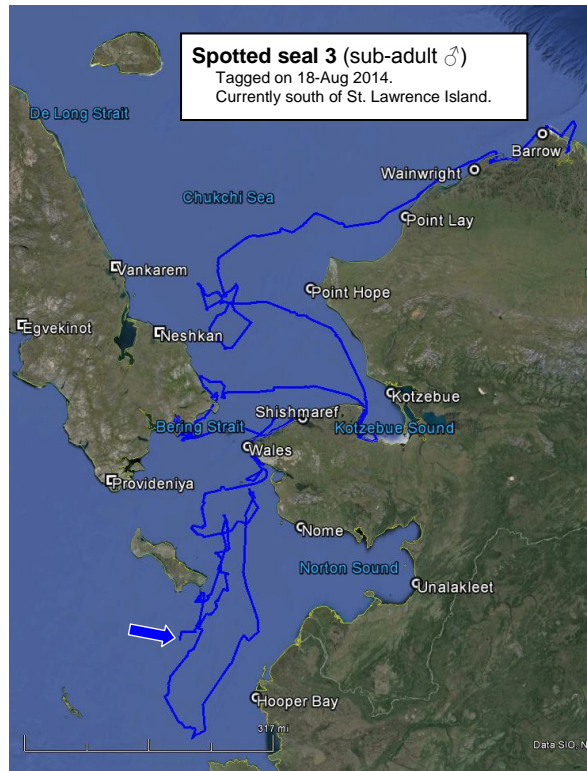 Spotted seal 3 (sub-adult ♂)
Tagged on 18-Aug 2014.
Currently south of St. Lawrence Island.
De Long Strait
Barrow
Wainwright
Chukchi Sea
Point Lay
Vankarem
Point Hope
Egvekinot
Neshkan
Kotzebue
Shishmaref
Bering Strait
Kotzebue Sound
Wales
Provideniya
Nome
Norton Sound
Unalakleet
Hooper Bay
317 mi
Data SIO, N